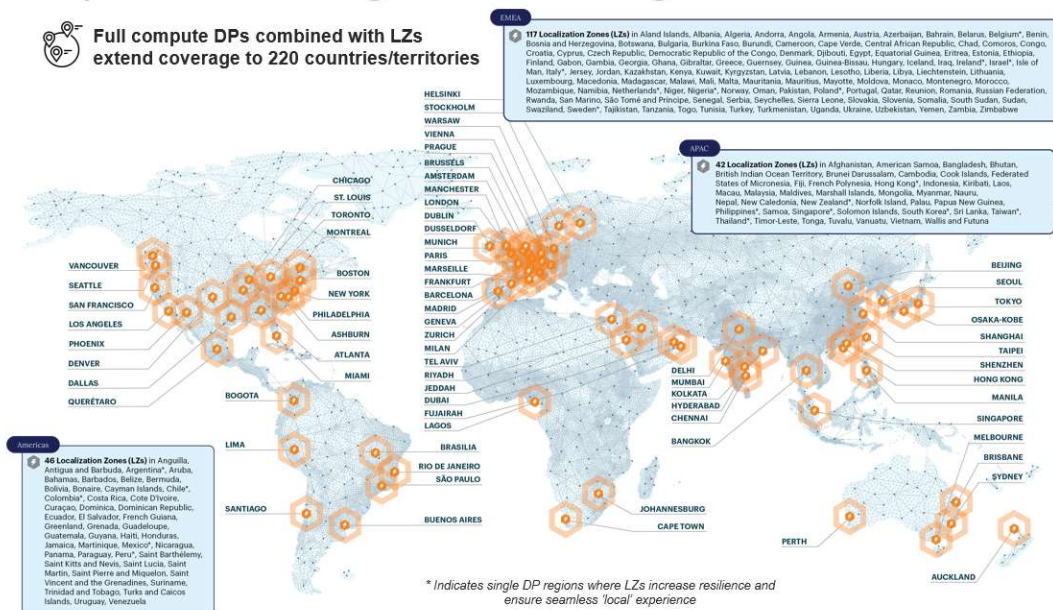 Full compute DPs combined with LZs
extend coverage to 220 countries/territories
EMEA
117 Localization Zones (LZs) in Aland Islands, Albania, Algeria, Andorra, Angola, Armenia, Austria, Azerbaijan, Bahrain, Belarus, Belgium*, Benin,
Bosnia and Herzegovina, Botswana, Bulgaria, Burkina Faso, Burundi, Cameroon, Cape Verde, Central African Republic, Chad, Comoros, Congo,
Croatia, Cyprus, Czech Republic, Democratic Republic of the Congo, Denmark, Djibouti, Egypt, Equatorial Guinea, Eritrea, Estonia, Ethiopia,
Finland, Gabon, Gambia, Georgia, Ghana, Gibraltar, Greece, Guernsey, Guinea, Guinea-Bissau, Hungary, Iceland, Iraq, Ireland*, Israel*, Isle of
Man, Italy*, Jersey, Jordan, Kazakhstan, Kenya, Kuwait, Kyrgyzstan, Latvia, Lebanon, Lesotho, Liberia, Libya, Liechtenstein, Lithuania,
Luxembourg, Macedonia, Madagascar, Malawi, Mali, Malta, Mauritania, Mauritius, Mayotte, Moldova, Monaco, Montenegro, Morocco,
Mozambique, Namibia, Netherlands*, Niger, Nigeria*, Norway, Oman, Pakistan, Poland*, Portugal, Qatar, Reunion, Romania, Russian Federation,
Rwanda, San Marino, São Tomé and Príncipe, Senegal, Serbia, Seychelles, Sierra Leone, Slovakia, Slovenia, Somalia, South Sudan, Sudan,
Swaziland, Sweden*, Tajikistan, Tanzania, Togo, Tunisia, Turkey, Turkmenistan, Uganda, Ukraine, Uzbekistan, Yemen, Zambia, Zimbabwe
APAC
42 Localization Zones (LZs) in Afghanistan, American Samoa, Bangladesh, Bhutan,
British Indian Ocean Territory, Brunei Darussalam, Cambodia, Cook Islands, Federated
States of Micronesia, Fiji, French Polynesia, Hong Kong*, Indonesia, Kiribati, Laos,
Macau, Malaysia, Maldives, Marshall Islands, Mongolia, Myanmar, Nauru,
Nepal, New Caledonia, New Zealand*, Norfolk Island, Palau, Papua New Guinea,
Philippines*, Samoa, Singapore*, Solomon Islands, South Korea*, Sri Lanka, Taiwan*,
Thailand*, Timor-Leste, Tonga, Tuvalu, Vanuatu, Vietnam, Wallis and Futuna
HELSINKI
STOCKHOLM
WARSAW
VIENNA
PRAGUE
BRUSSELS
AMSTERDAM
MANCHESTER
LONDON
DUBLIN
DUSSELDORF
MUNICH
PARIS
MARSEILLE
FRANKFURT
BARCELONA
MADRID
GENEVA
ZURICH
MILAN
TEL AVIV
RIYADH
JEDDAH
DUBAI
FUJAIRAH
LAGOS
CHICAGO
ST. LOUIS
TORONTO
MONTREAL
BOSTON
NEW YORK
PHILADELPHIA
ASHBURN
ATLANTA
MIAMI
VANCOUVER
SEATTLE
SAN FRANCISCO
LOS ANGELES
PHOENIX
DENVER
DALLAS
QUERÉTARO
BOGOTA
LIMA
SANTIAGO
BRASILIA
RIO DE JANEIRO
SÃO PAULO
BUENOS AIRES
DELHI
MUMBAI
KOLKATA
HYDERABAD
CHENNAI
BANGKOK
BEIJING
SEOUL
TOKYO
OSAKA-KOBE
SHANGHAI
TAIPEI
SHENZHEN
HONG KONG
MANILA
SINGAPORE
MELBOURNE
BRISBANE
SYDNEY
PERTH
AUCKLAND
JOHANNESBURG
CAPE TOWN
Americas
46 Localization Zones (LZs) in Anguilla,
Antigua and Barbuda, Argentina*, Aruba,
Bahamas, Barbados, Belize, Bermuda,
Bolivia, Bonaire, Cayman Islands, Chile*,
Colombia*, Costa Rica, Cote D'Ivoire,
Curaçao, Dominica, Dominican Republic,
Ecuador, El Salvador, French Guiana,
Greenland, Grenada, Guadeloupe,
Guatemala, Guyana, Haiti, Honduras,
Jamaica, Martinique, Mexico*, Nicaragua,
Panama, Paraguay, Peru*, Saint Barthélemy,
Saint Kitts and Nevis, Saint Lucia, Saint
Martin, Saint Pierre and Miquelon, Saint
Vincent and the Grenadines, Suriname,
Trinidad and Tobago, Turks and Caicos
Islands, Uruguay, Venezuela
* Indicates single DP regions where LZs increase resilience and
ensure seamless 'local' experience